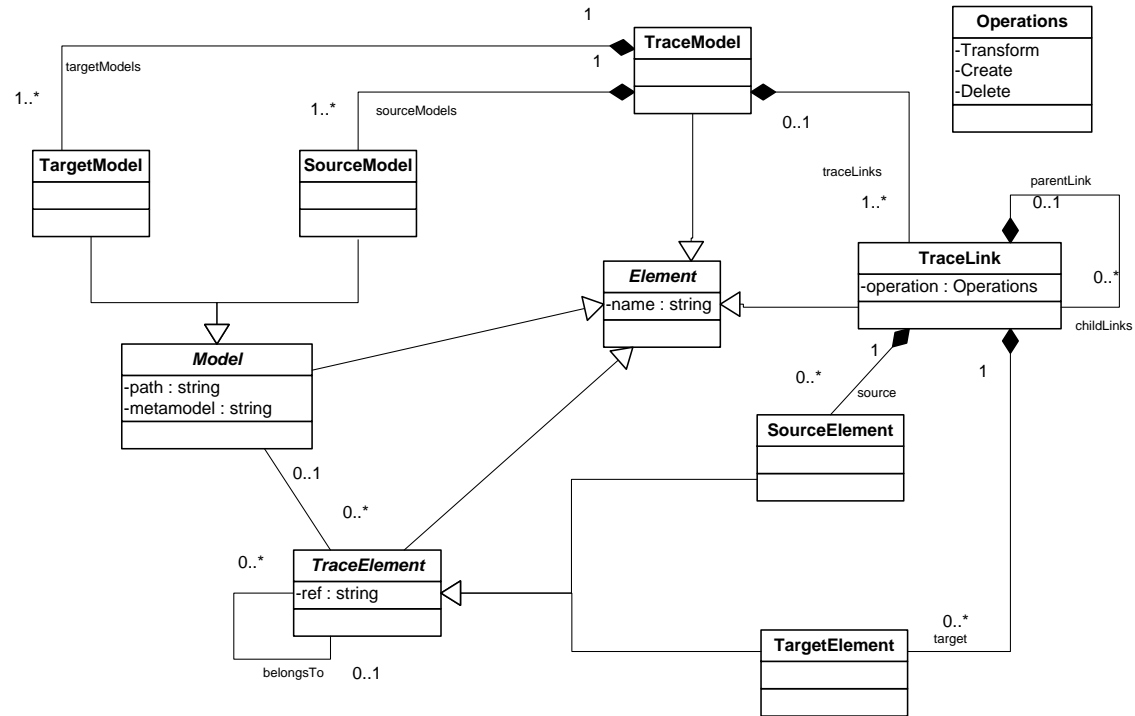 1
TraceModel
Operations
-Transform
-Create
-Delete
targetModels
1
1..*
1..*
sourceModels
0..1
TargetModel
SourceModel
traceLinks
parentLink
1..*
0..1
TraceLink
-operation : Operations
0..*
childLinks
Element
-name : string
Model
-path : string
-metamodel : string
1
1
0..*
source
SourceElement
0..1
0..*
0..*
TraceElement
-ref : string
belongsTo
0..1
0..*
target
TargetElement